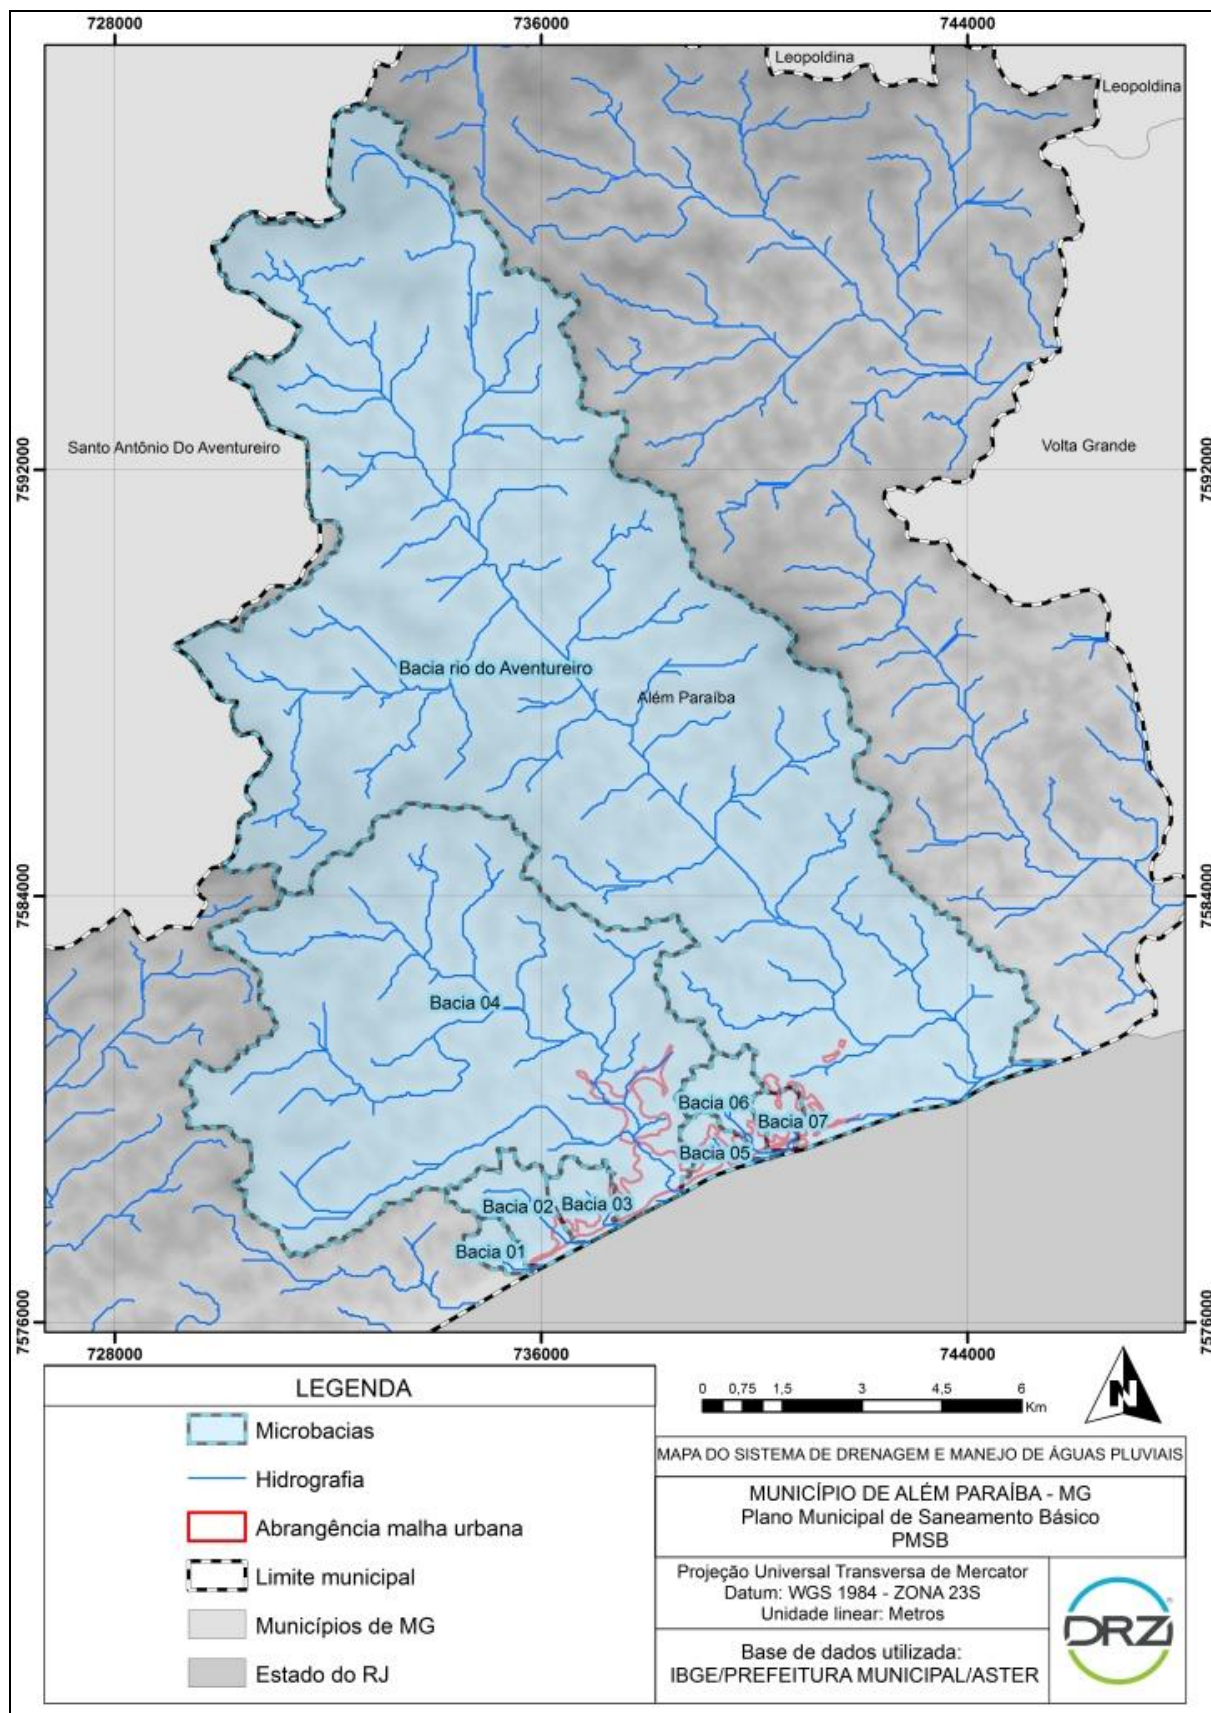 728000
736000
744000
Leopoldina
Leopoldina
Santo Antônio Do Aventureiro
Volta Grande
7592000
7592000
Bacia rio do Aventureiro
Além Paraíba
7584000
7584000
Bacia 04
Bacia 06
Bacia 07
Bacia 05
Bacia 02
Bacia 03
Bacia 01
7576000
7576000
728000
736000
744000
LEGENDA
Microbacias
Hidrografia
Abrangência malha urbana
Limite municipal
Municípios de MG
Estado do RJ
0 0,75 1,5 3 4,5 6
Km
N
MAPA DO SISTEMA DE DRENAGEM E MANEJO DE ÁGUAS PLUVIAIS
MUNICÍPIO DE ALÉM PARAÍBA - MG
Plano Municipal de Saneamento Básico
PMSB
Projeção Universal Transversa de Mercator
Datum: WGS 1984 - ZONA 23S
Unidade linear: Metros
Base de dados utilizada:
IBGE/PREFEITURA MUNICIPAL/ASTER
DRZ